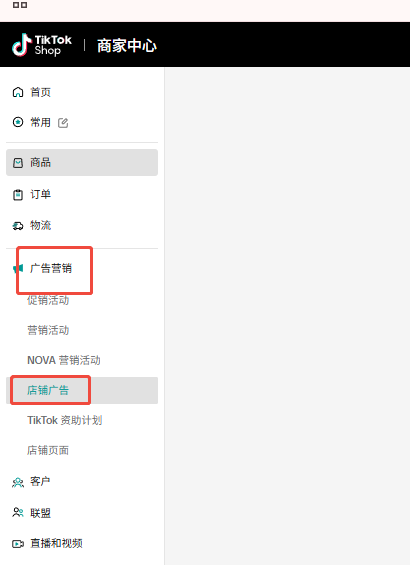 TikTok
Shop
商家中心
首页
常用
商品
订单
物流
广告营销
促销活动
营销活动
NOVA 营销活动
店铺广告
TikTok 资助计划
店铺页面
客户
联盟
直播和视频